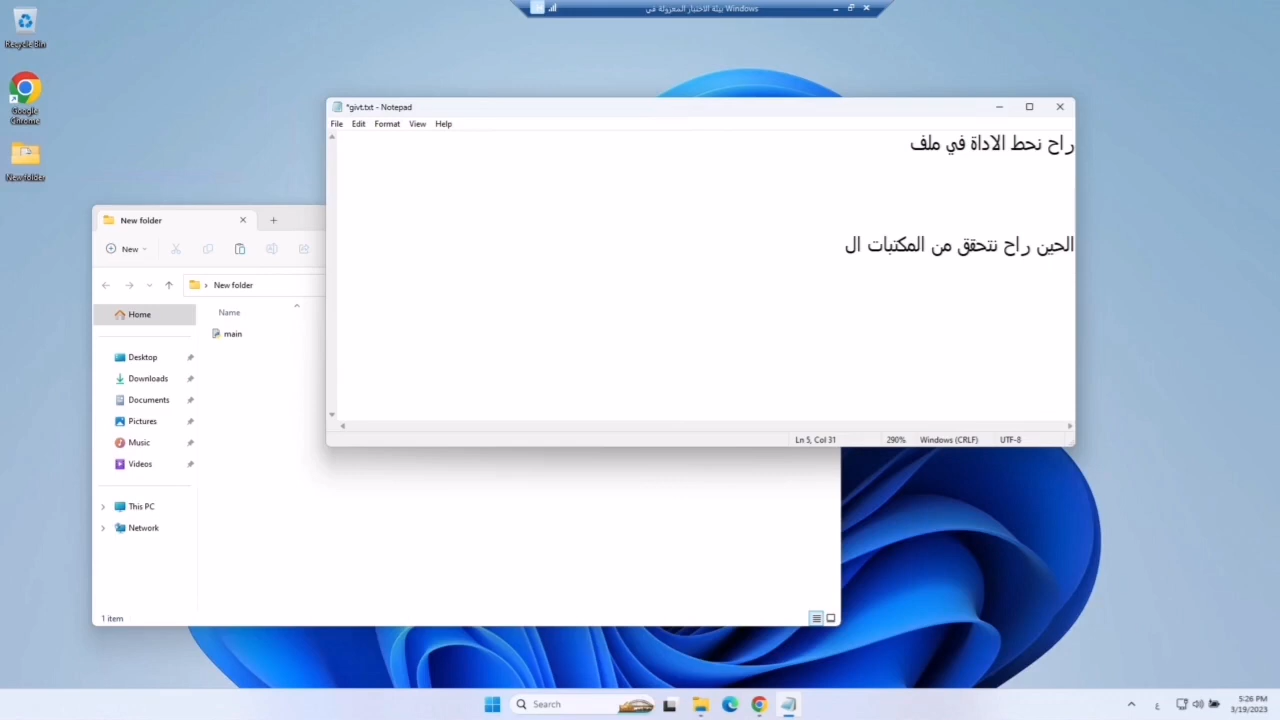 Windows بيئة الاختبار المعزولة في
Recycle Bin
Google Chrome
New folder
*givt.txt - Notepad
File Edit Format View Help
راح نحط الاداة في ملف
الحين راح نتحقق من المكتبات ال
Ln 5, Col 31 290% Windows (CRLF) UTF-8
New folder
New
New folder
Home
Name
main
Desktop
Downloads
Documents
Pictures
Music
Videos
This PC
Network
1 item
Search
ع
5:26 PM
3/19/2023